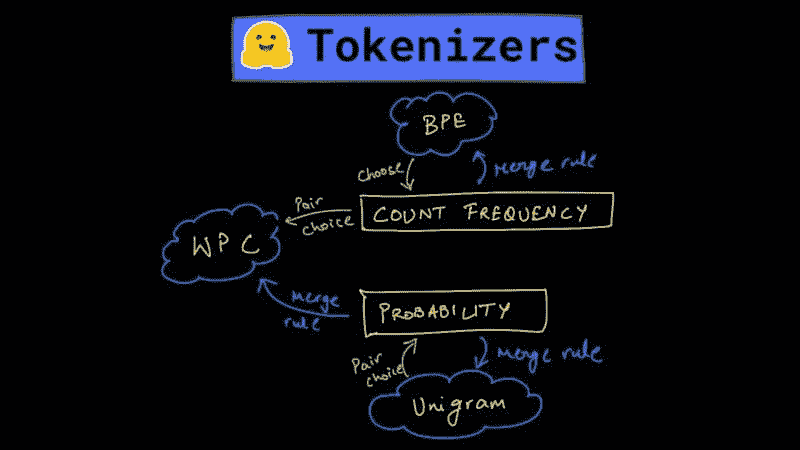 Tokenizers
BPE
Choose
Merge rule
Pair
choice
COUNT FREQUENCY
WPC
Merge
rule
PROBABILITY
Pair
choice
Merge rule
Unigram